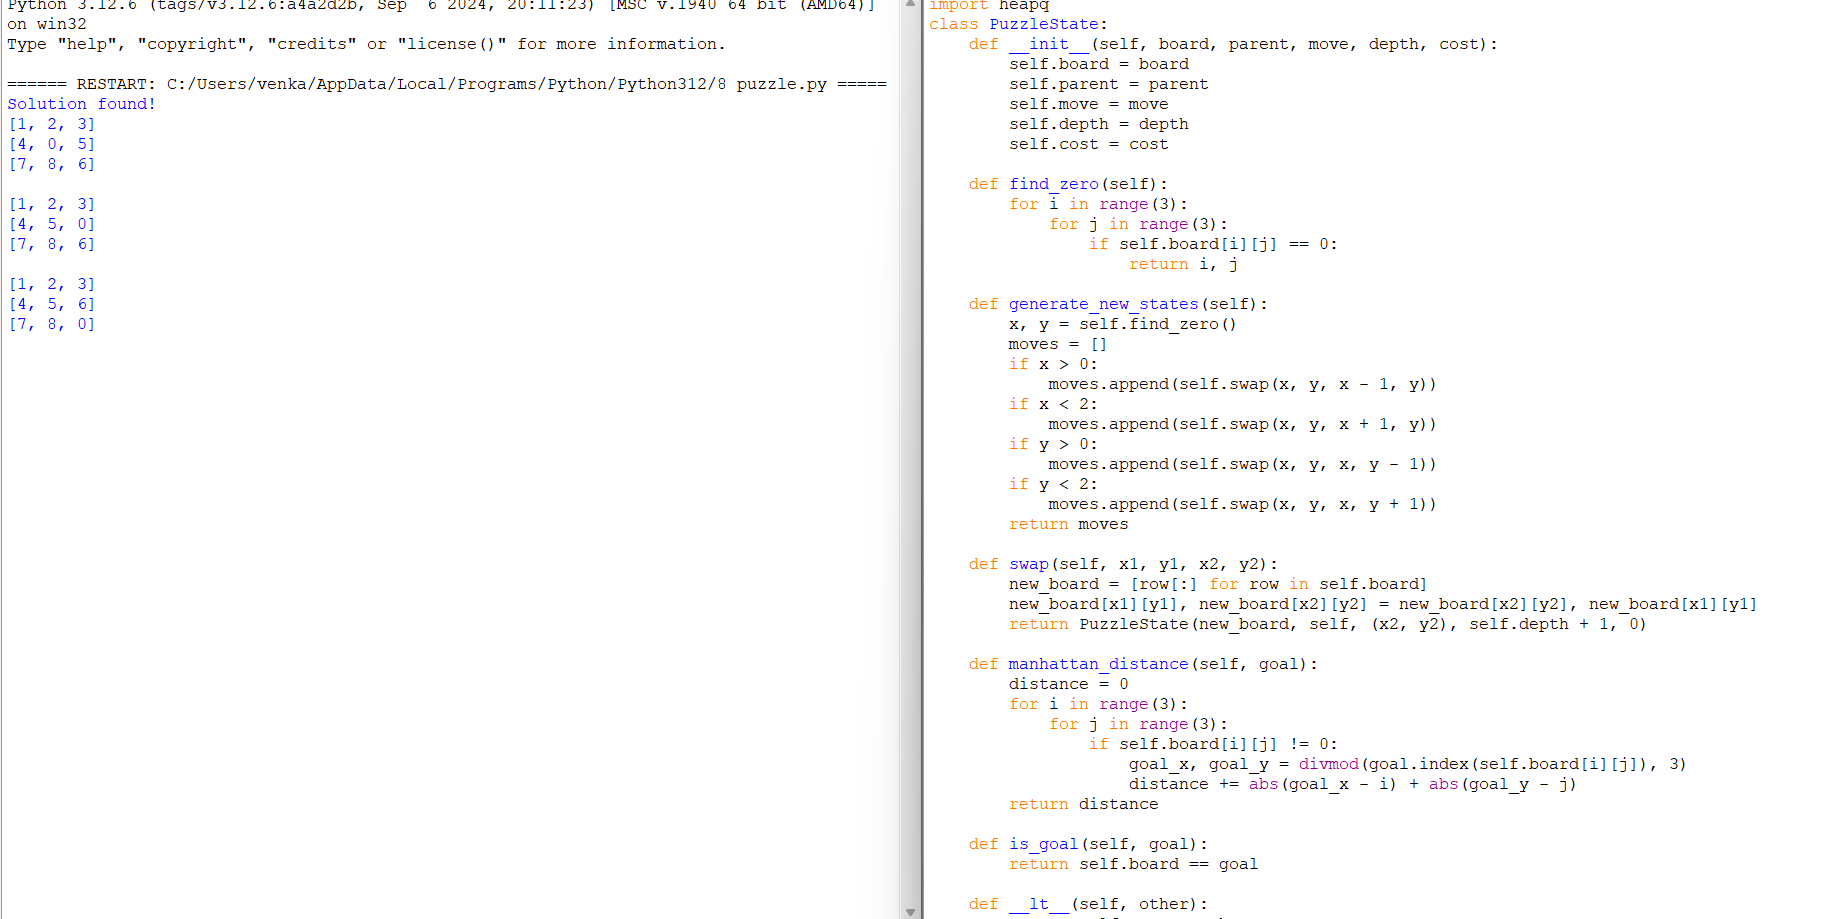 Python 3.12.6 (tags/v3.12.6:a4a2d2b, Sep  6 2024, 20:11:23) [MSC v.1940 64 bit (AMD64)]
on win32
Type "help", "copyright", "credits" or "license()" for more information.

====== RESTART: C:/Users/venka/AppData/Local/Programs/Python/Python312/8 puzzle.py =====
Solution found!
[1, 2, 3]
[4, 0, 5]
[7, 8, 6]

[1, 2, 3]
[4, 5, 0]
[7, 8, 6]

[1, 2, 3]
[4, 5, 6]
[7, 8, 0]

import heapq
class PuzzleState:
    def __init__(self, board, parent, move, depth, cost):
        self.board = board
        self.parent = parent
        self.move = move
        self.depth = depth
        self.cost = cost

    def find_zero(self):
        for i in range(3):
            for j in range(3):
                if self.board[i][j] == 0:
                    return i, j

    def generate_new_states(self):
        x, y = self.find_zero()
        moves = []
        if x > 0:
            moves.append(self.swap(x, y, x - 1, y))
        if x < 2:
            moves.append(self.swap(x, y, x + 1, y))
        if y > 0:
            moves.append(self.swap(x, y, x, y - 1))
        if y < 2:
            moves.append(self.swap(x, y, x, y + 1))
        return moves

    def swap(self, x1, y1, x2, y2):
        new_board = [row[:] for row in self.board]
        new_board[x1][y1], new_board[x2][y2] = new_board[x2][y2], new_board[x1][y1]
        return PuzzleState(new_board, self, (x2, y2), self.depth + 1, 0)

    def manhattan_distance(self, goal):
        distance = 0
        for i in range(3):
            for j in range(3):
                if self.board[i][j] != 0:
                    goal_x, goal_y = divmod(goal.index(self.board[i][j]), 3)
                    distance += abs(goal_x - i) + abs(goal_y - j)
        return distance

    def is_goal(self, goal):
        return self.board == goal

    def __lt__(self, other):